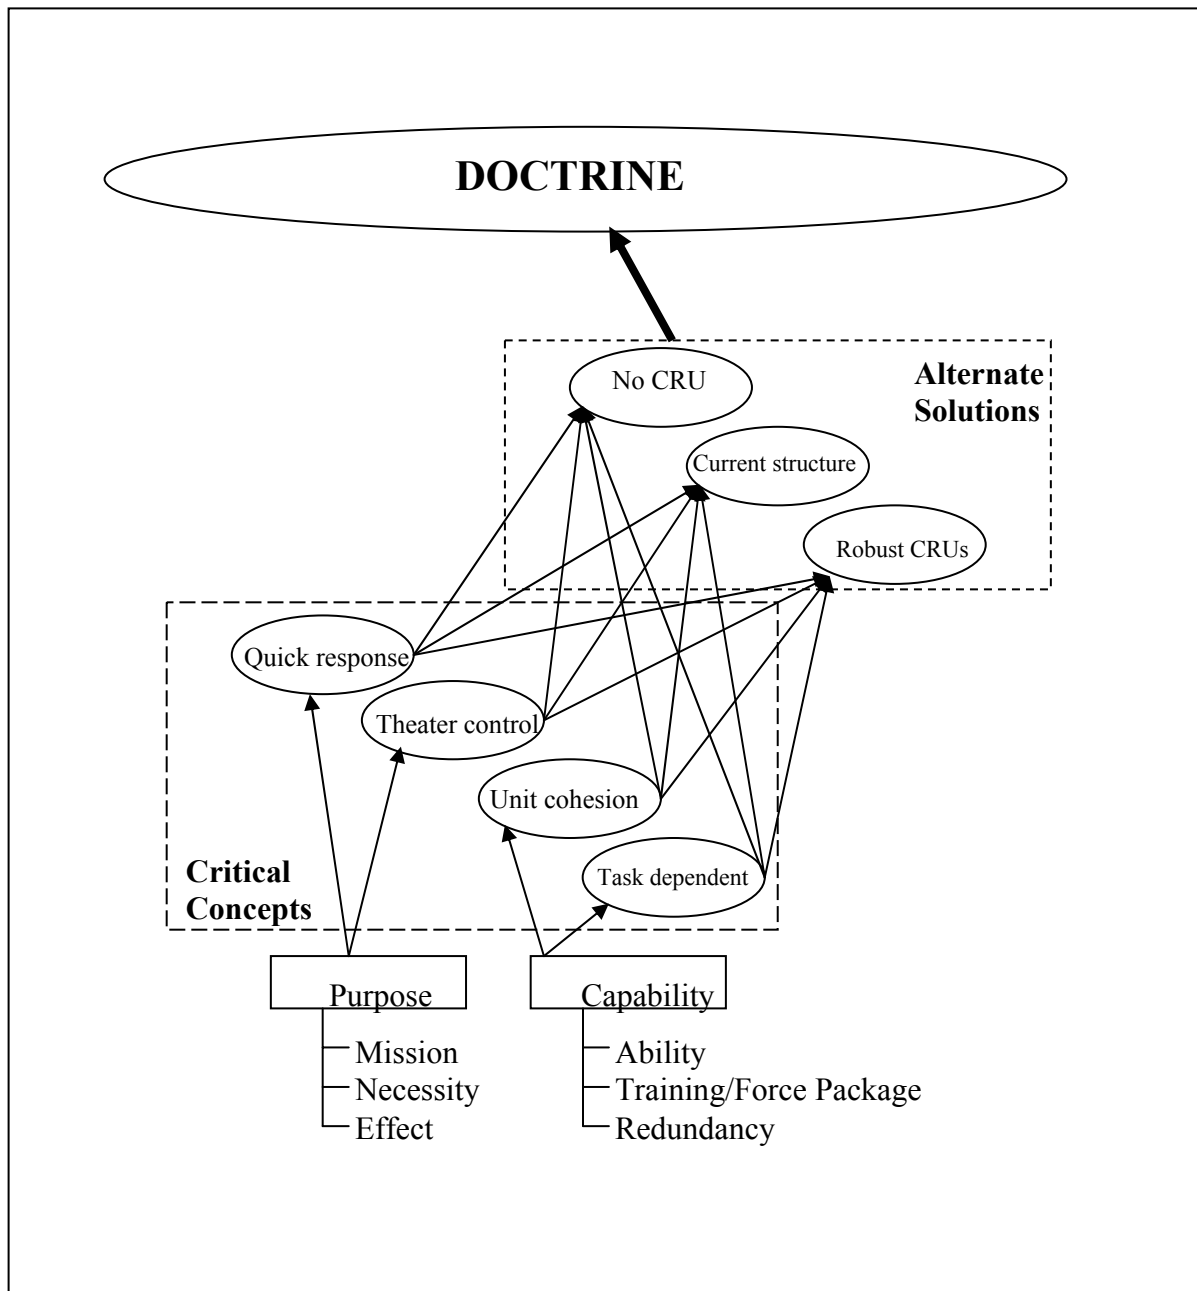 DOCTRINE
No CRU
Alternate
Solutions
Current structure
Robust CRUs
Quick response
Theater control
Unit cohesion
Task dependent
Critical
Concepts
Purpose
Mission
Necessity
Effect
Capability
Ability
Training/Force Package
Redundancy